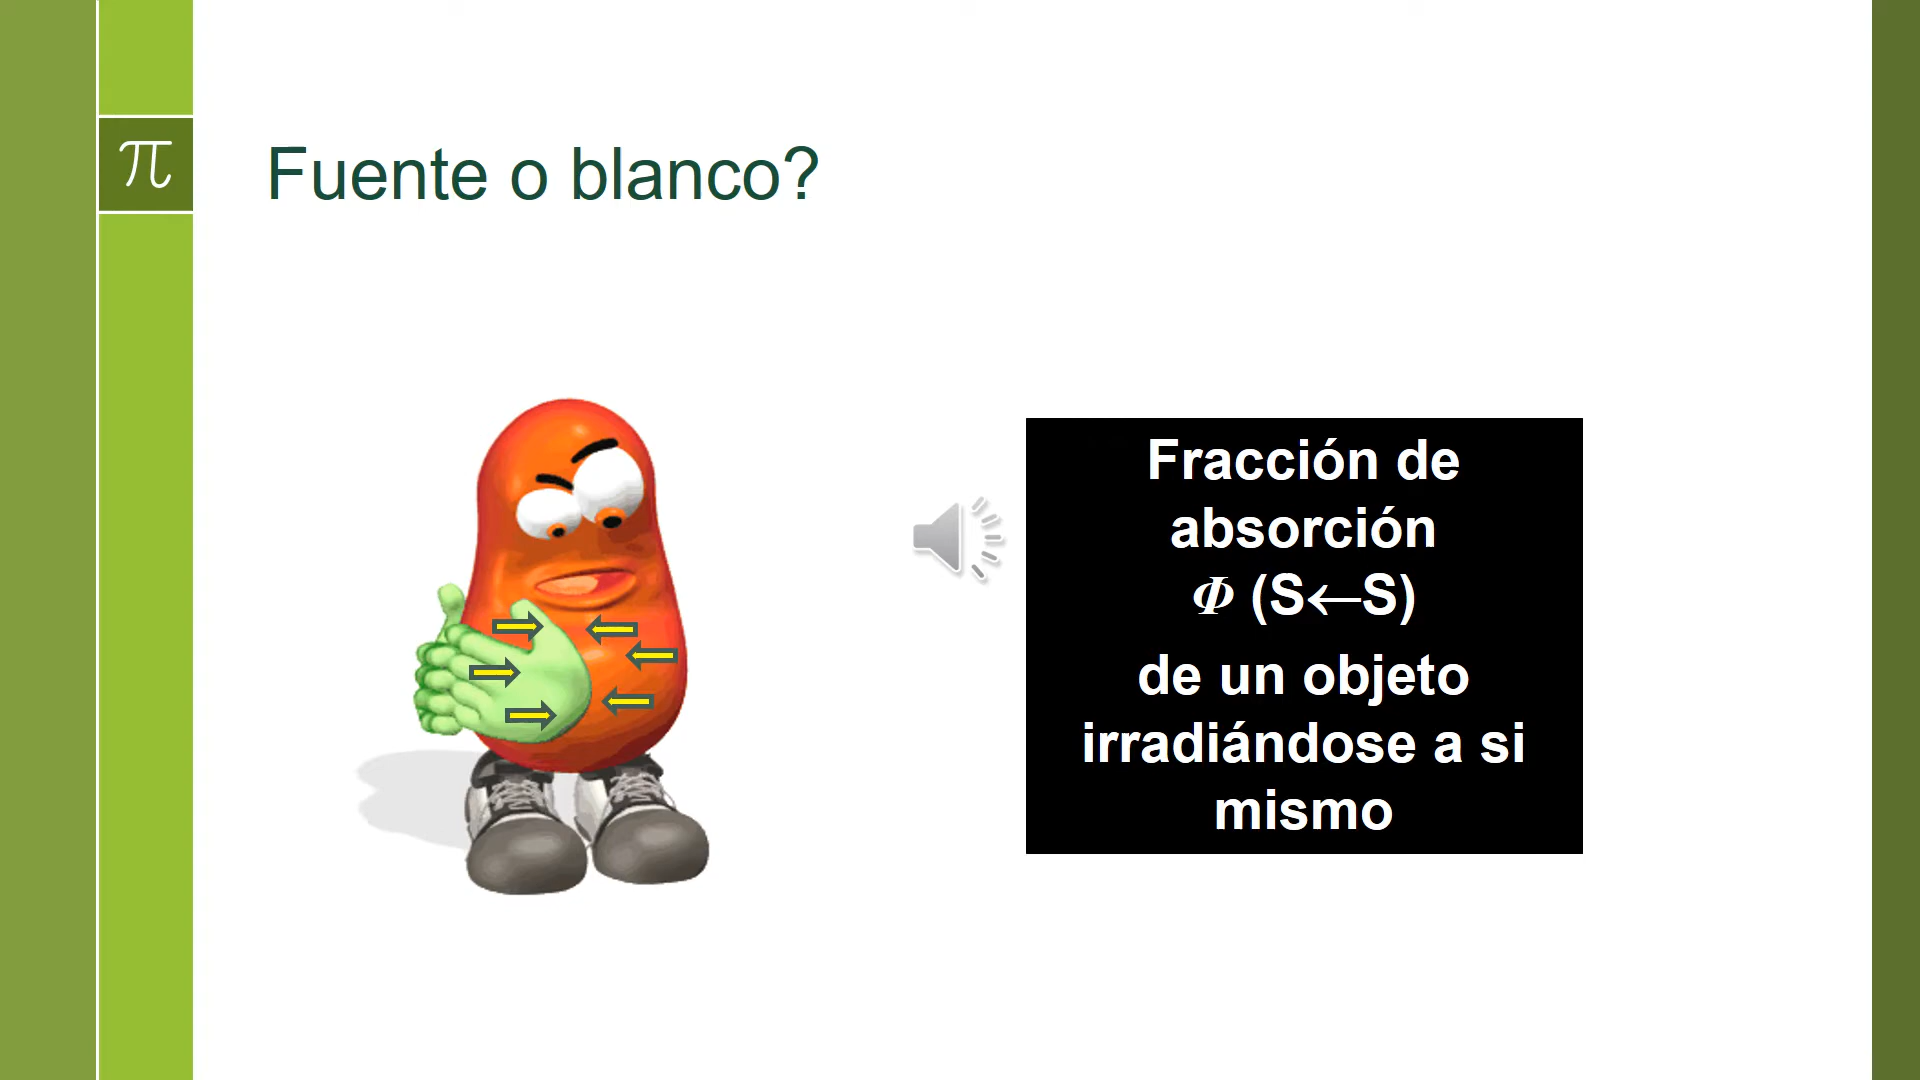 π
Fuente o blanco?
Fracción de
absorción
Φ (S←S)
de un objeto
irradiándose a si
mismo